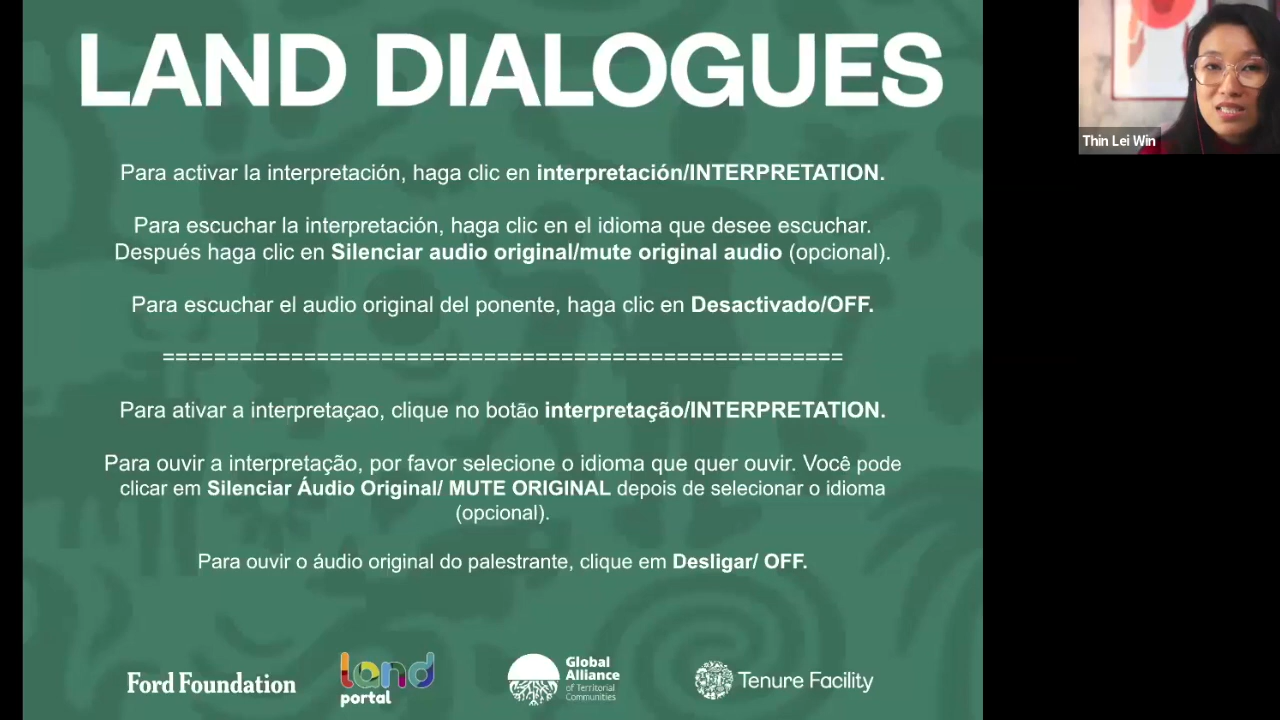 LAND DIALOGUES
Para activar la interpretación, haga clic en interpretación/INTERPRETATION.
Para escuchar la interpretación, haga clic en el idioma que desee escuchar.
Después haga clic en Silenciar audio original/mute original audio (opcional).
Para escuchar el audio original del ponente, haga clic en Desactivado/OFF.
=====================================================
Para ativar a interpretaçao, clique no botão interpretação/INTERPRETATION.
Para ouvir a interpretação, por favor selecione o idioma que quer ouvir. Você pode
clicar em Silenciar Áudio Original/ MUTE ORIGINAL depois de selecionar o idioma
(opcional).
Para ouvir o áudio original do palestrante, clique em Desligar/ OFF.
Ford Foundation
land
portal
Global
Alliance
of Territorial
Communities
Tenure Facility
Thin Lei Win